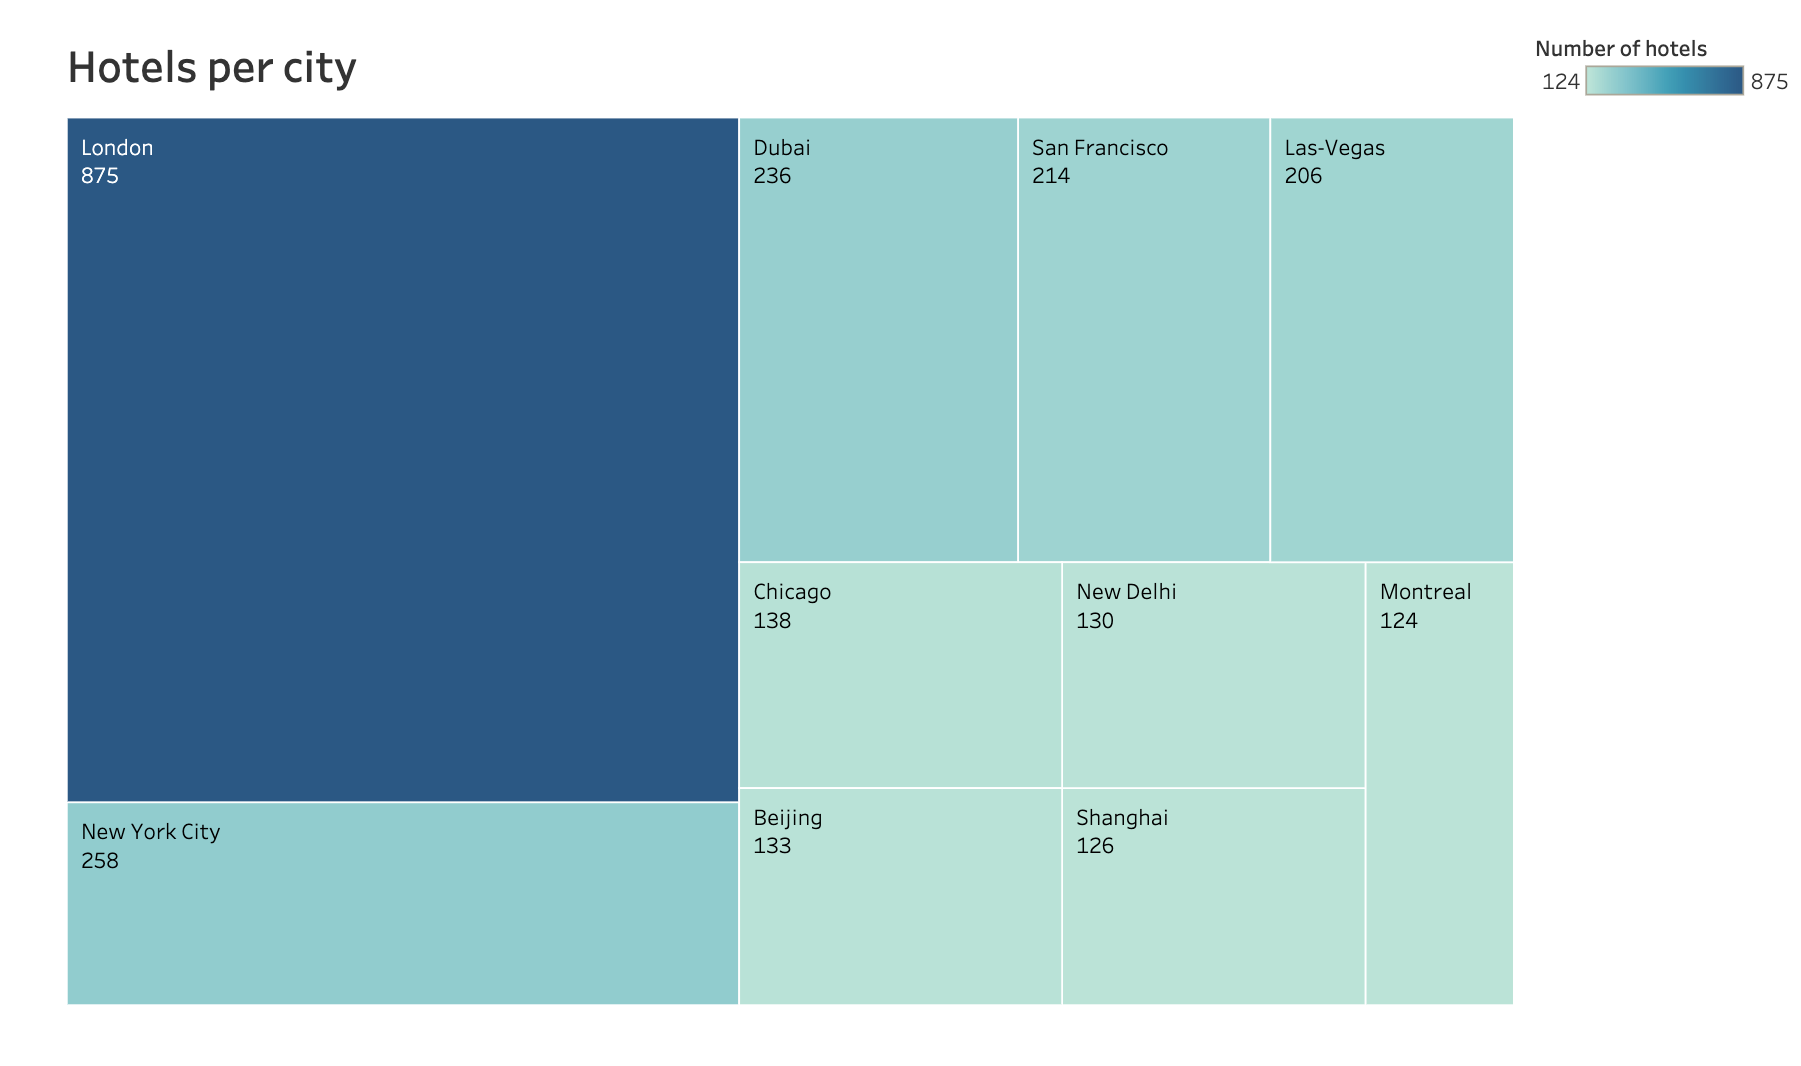 Hotels per city
Number of hotels
124 875
London
875
Dubai
236
San Francisco
214
Las-Vegas
206
Chicago
138
New Delhi
130
Montreal
124
New York City
258
Beijing
133
Shanghai
126